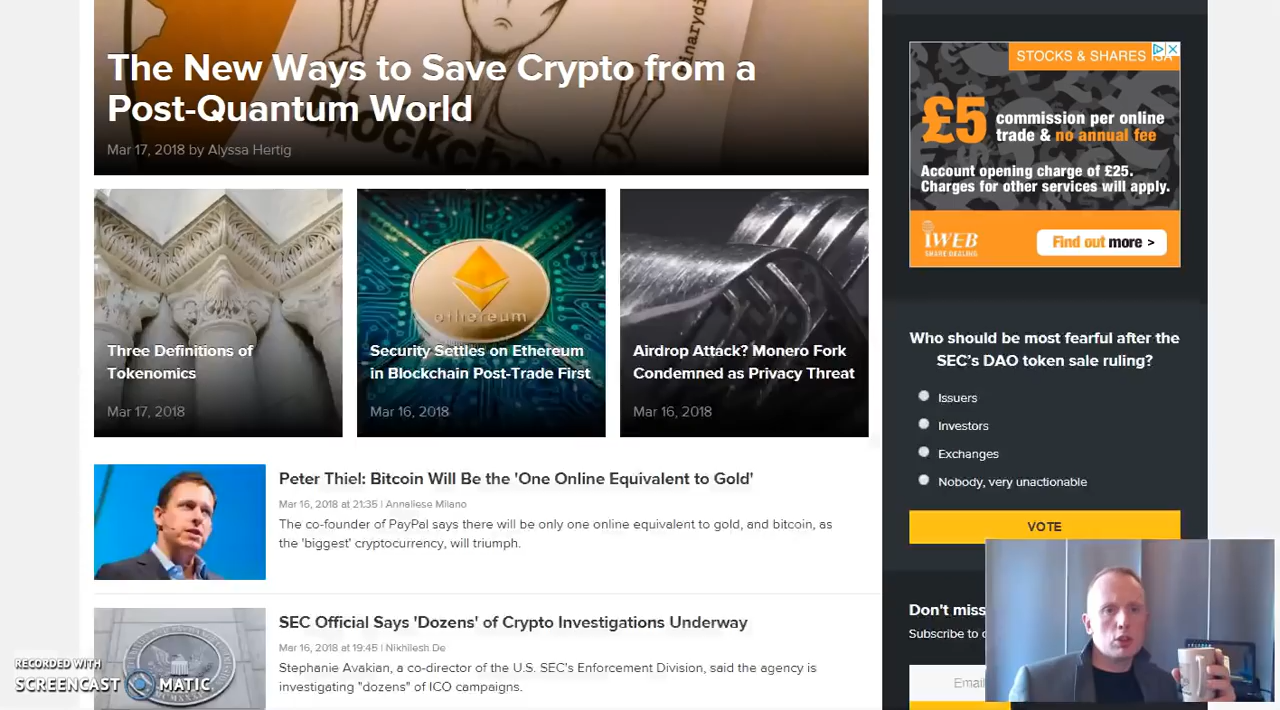 The New Ways to Save Crypto from a
Post-Quantum World
Mar 17, 2018 by Alyssa Hertig
Blockchai
inarydi
Three Definitions of
Tokenomics
Mar 17, 2018
ethereum
Security Settles on Ethereum
in Blockchain Post-Trade First
Mar 16, 2018
Airdrop Attack? Monero Fork
Condemned as Privacy Threat
Mar 16, 2018
Peter Thiel: Bitcoin Will Be the 'One Online Equivalent to Gold'
Mar 16, 2018 at 21:35 | Annaliese Milano
The co-founder of PayPal says there will be only one online equivalent to gold, and bitcoin, as
the 'biggest' cryptocurrency, will triumph.
SEC Official Says 'Dozens' of Crypto Investigations Underway
Mar 16, 2018 at 19:45 | Nikhilesh De
Stephanie Avakian, a co-director of the U.S. SEC's Enforcement Division, said the agency is
investigating "dozens" of ICO campaigns.
STOCKS & SHARES ISA
£5 commission per online
trade & no annual fee
Account opening charge of £25.
Charges for other services will apply.
IWEB
SHARE DEALING
Find out more >
Who should be most fearful after the
SEC's DAO token sale ruling?
Issuers
Investors
Exchanges
Nobody, very unactionable
VOTE
Don't miss
Subscribe to
Email
RECORDED WITH
SCREENCAST MATIC